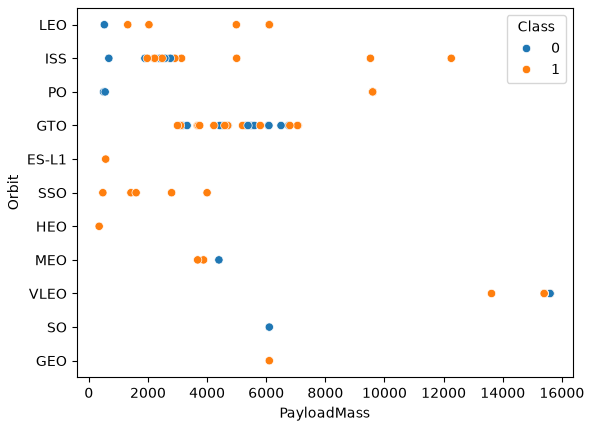 LEO
ISS
PO
GTO
ES-L1
SSO
HEO
MEO
VLEO
SO
GEO
Orbit
Class
0
1
0 2000 4000 6000 8000 10000 12000 14000 16000
PayloadMass